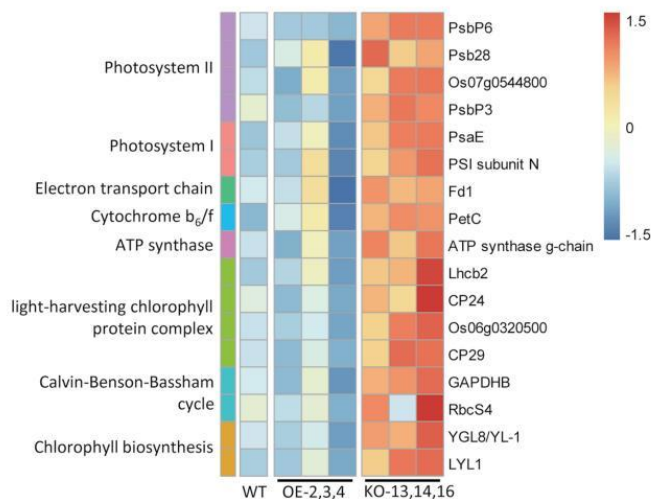 PsbP6
Psb28
Photosystem II
Os07g0544800
PsbP3
PsaE
Photosystem I
PSI subunit N
Electron transport chain
Fd1
Cytochrome b6/f
PetC
ATP synthase
ATP synthase g-chain
Lhcb2
light-harvesting chlorophyll
protein complex
CP24
Os06g0320500
CP29
Calvin-Benson-Bassham
cycle
GAPDHB
RbcS4
Chlorophyll biosynthesis
YGL8/YL-1
LYL1
WT OE-2,3,4 KO-13,14,16
1.5
0
-1.5